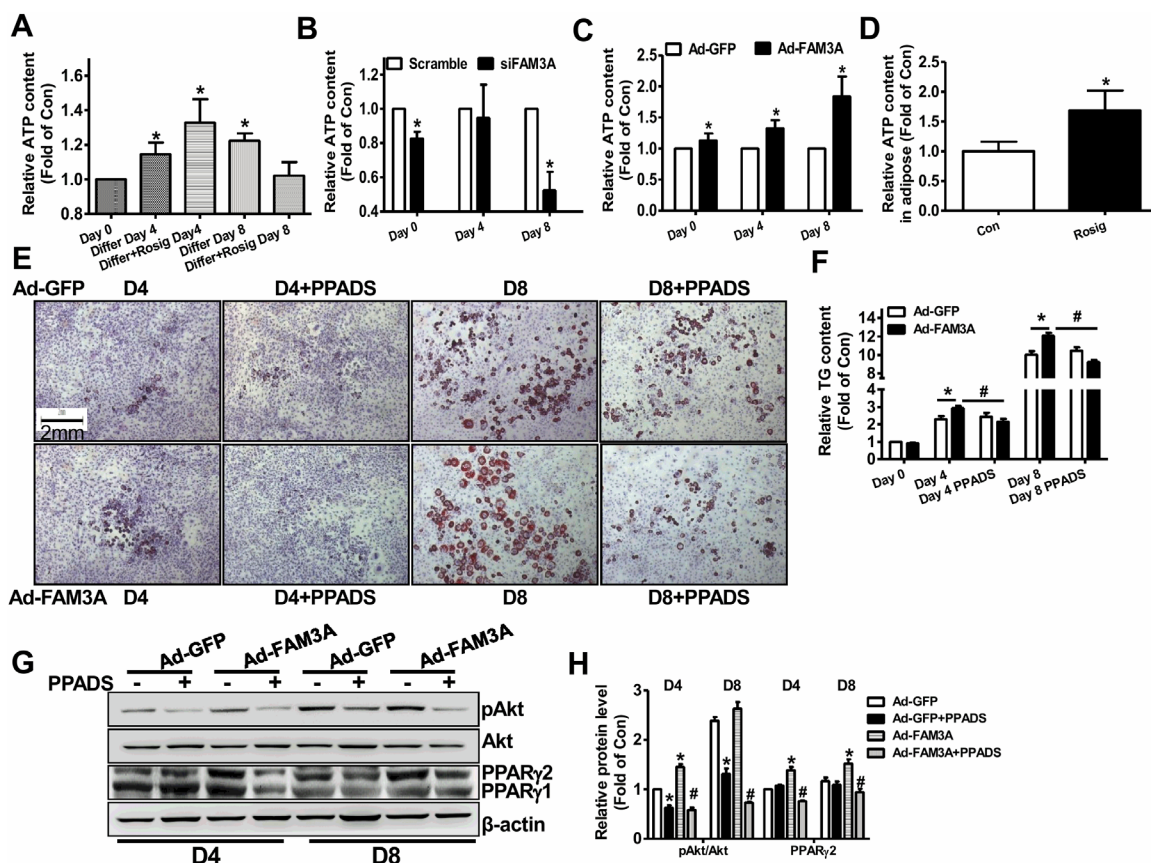 A
Relative ATP content
(Fold of Con)
1.6
1.4
1.2
1.0
0.8
Day 0
Differ Day 4
Differ+Rosig Day4
Differ Day 8
Differ+Rosig Day 8
*
*
*
B
Relative ATP content
(Fold of Con)
1.2
1.0
0.8
0.6
0.4
Scramble
siFAM3A
*
*
Day 0
Day 4
Day 8
C
Relative ATP content
(Fold of Con)
2.5
2.0
1.5
1.0
0.5
0.0
Ad-GFP
Ad-FAM3A
*
*
*
Day 0
Day 4
Day 8
D
Relative ATP content
in adipose (Fold of Con)
2.5
2.0
1.5
1.0
0.5
0.0
*
Con
Rosig
E
Ad-GFP D4 D4+PPADS D8 D8+PPADS
2mm
Ad-FAM3A D4 D4+PPADS D8 D8+PPADS
F
Relative TG content
(Fold of Con)
Ad-GFP
Ad-FAM3A
14
12
10
8
4
3
2
1
0
*
#
*
#
Day 0
Day 4
Day 4 PPADS
Day 8
Day 8 PPADS
G
Ad-GFP Ad-FAM3A Ad-GFP Ad-FAM3A
PPADS - + - + - + - +
pAkt
Akt
PPARγ2
PPARγ1
β-actin
D4 D8
H
Relative protein level
(Fold of Con)
3
2
1
0
D4 D8 D4 D8
*
*
#
*
#
*
#
*
#
pAkt/Akt PPARγ2
Ad-GFP
Ad-GFP+PPADS
Ad-FAM3A
Ad-FAM3A+PPADS